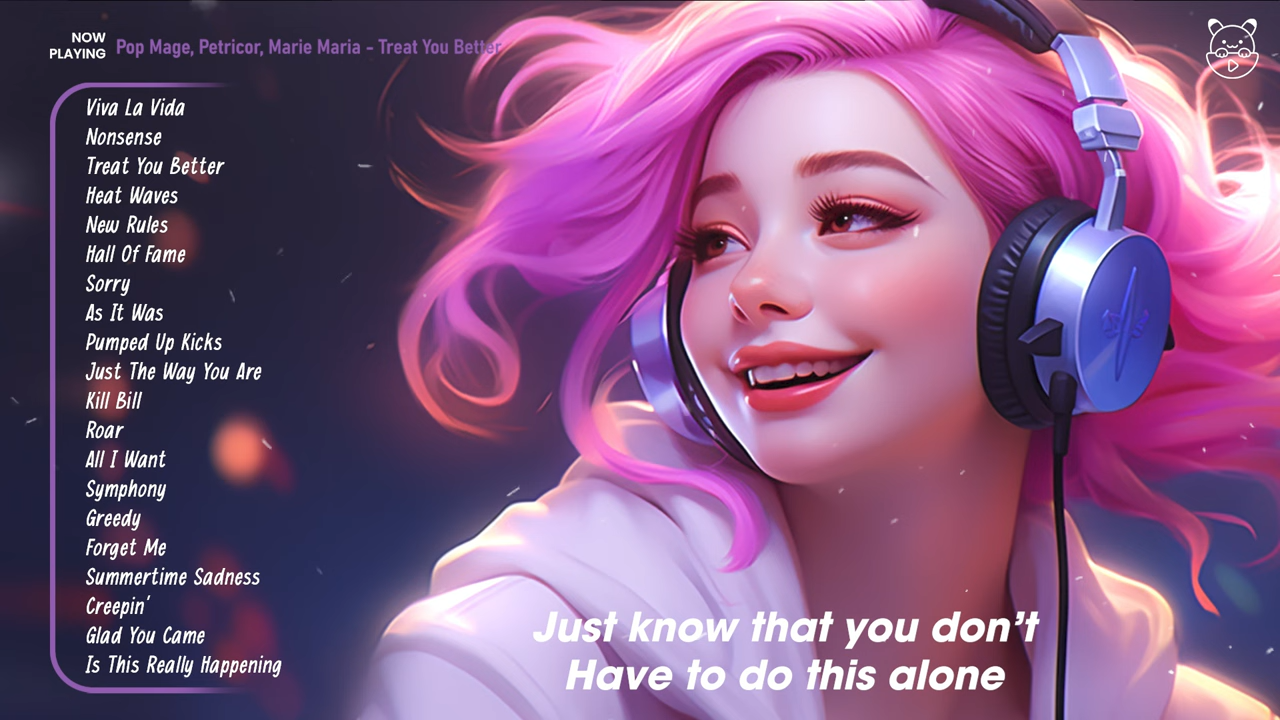 NOW
PLAYING
Pop Mage, Petricor, Marie Maria - Treat You Better
Viva La Vida
Nonsense
Treat You Better
Heat Waves
New Rules
Hall Of Fame
Sorry
As It Was
Pumped Up Kicks
Just The Way You Are
Kill Bill
Roar
All I Want
Symphony
Greedy
Forget Me
Summertime Sadness
Creepin'
Glad You Came
Is This Really Happening
Just know that you don’t
Have to do this alone